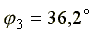 φ₃ = 36,2°